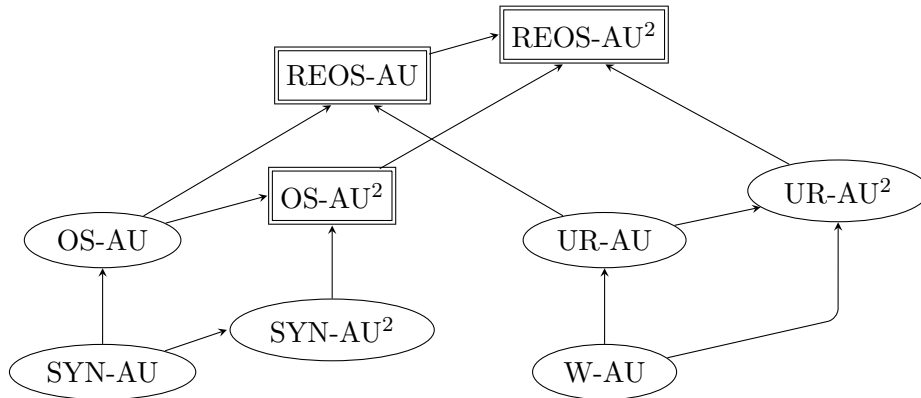 REOS-AU²
REOS-AU
UR-AU²
OS-AU²
OS-AU
UR-AU
SYN-AU²
SYN-AU
W-AU